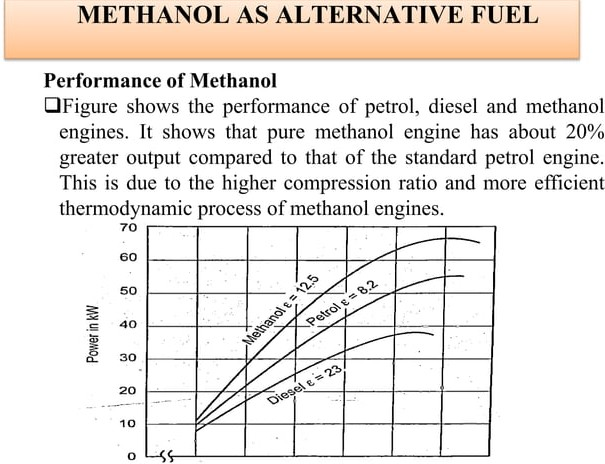 METHANOL AS ALTERNATIVE FUEL
Performance of Methanol
❑Figure shows the performance of petrol, diesel and methanol
engines. It shows that pure methanol engine has about 20%
greater output compared to that of the standard petrol engine.
This is due to the higher compression ratio and more efficient
thermodynamic process of methanol engines.
70
60
50
40
30
20
10
0
Power in kW
Methanol ε = 12.5
Petrol ε = 8.2
Diesel ε = 23